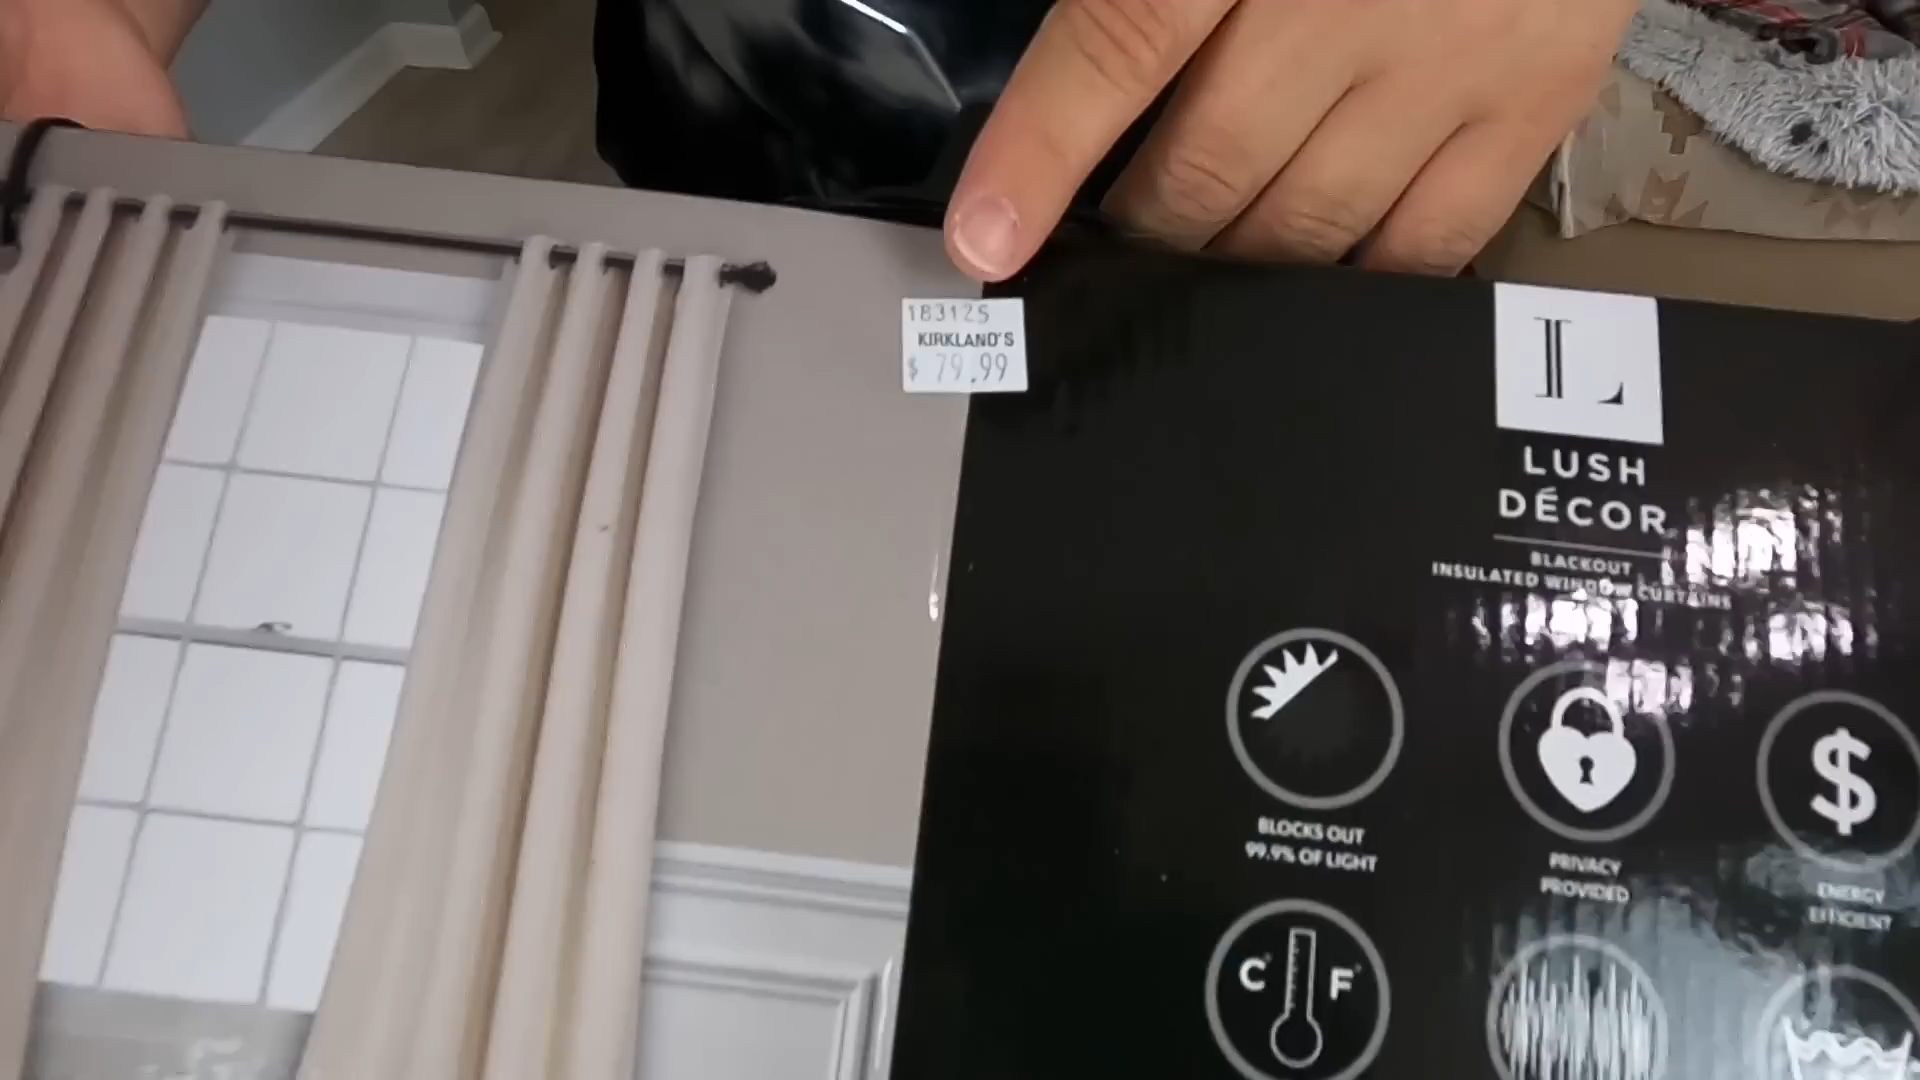 183125
KIRKLAND'S
$ 79.99
L
LUSH
DÉCOR
BLACKOUT
INSULATED WINDOW CURTAINS
BLOCKS OUT
99.9% OF LIGHT
PRIVACY
PROVIDED
$
ENERGY
EFFICIENT
C° F°